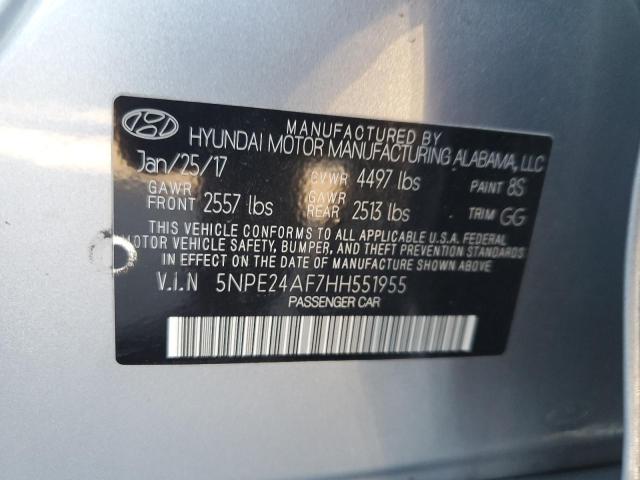 MANUFACTURED BY
HYUNDAI MOTOR MANUFACTURING ALABAMA, LLC
Jan/25/17 GVWR 4497 lbs PAINT 8S
GAWR FRONT 2557 lbs GAWR REAR 2513 lbs TRIM GG
THIS VEHICLE CONFORMS TO ALL APPLICABLE U.S.A. FEDERAL
MOTOR VEHICLE SAFETY, BUMPER, AND THEFT PREVENTION STANDARDS
IN EFFECT ON THE DATE OF MANUFACTURE SHOWN ABOVE.
V.I.N 5NPE24AF7HH551955
PASSENGER CAR